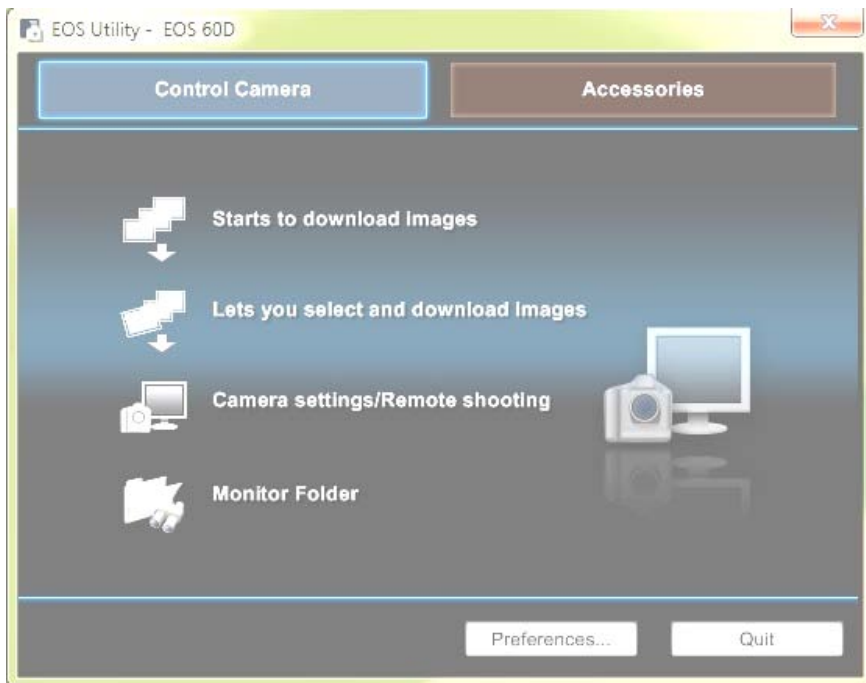 EOS Utility - EOS 60D
Control Camera
Accessories
Starts to download images
Lets you select and download images
Camera settings/Remote shooting
Monitor Folder
Preferences...
Quit